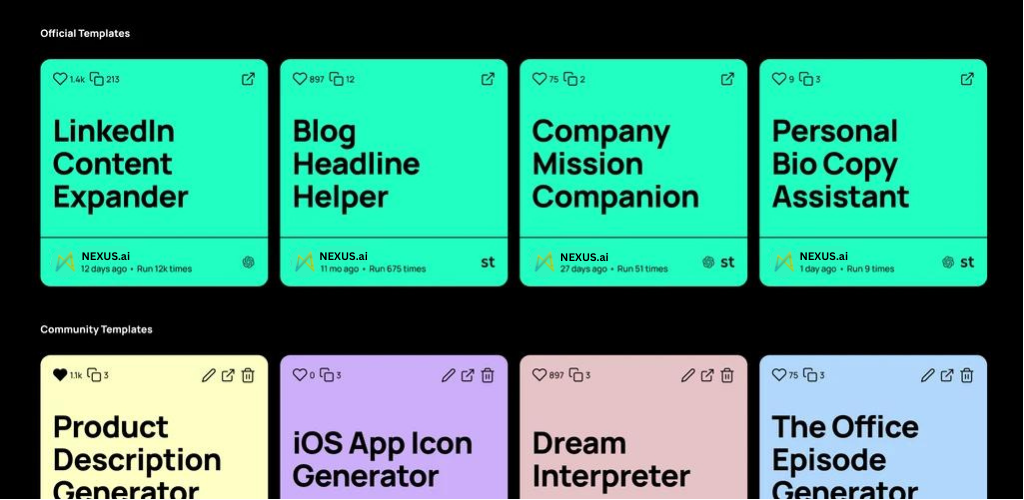 Official Templates
1.4k 213
LinkedIn
Content
Expander
NEXUS.ai
12 days ago • Run 12k times
897 12
Blog
Headline
Helper
NEXUS.ai
11 mo ago • Run 675 times
st
75 2
Company
Mission
Companion
NEXUS.ai
27 days ago • Run 51 times
st
9 3
Personal
Bio Copy
Assistant
NEXUS.ai
1 day ago • Run 9 times
st
Community Templates
1.1k 3
Product
Description
Generator
0 3
iOS App Icon
Generator
897 3
Dream
Interpreter
75 3
The Office
Episode
Generator